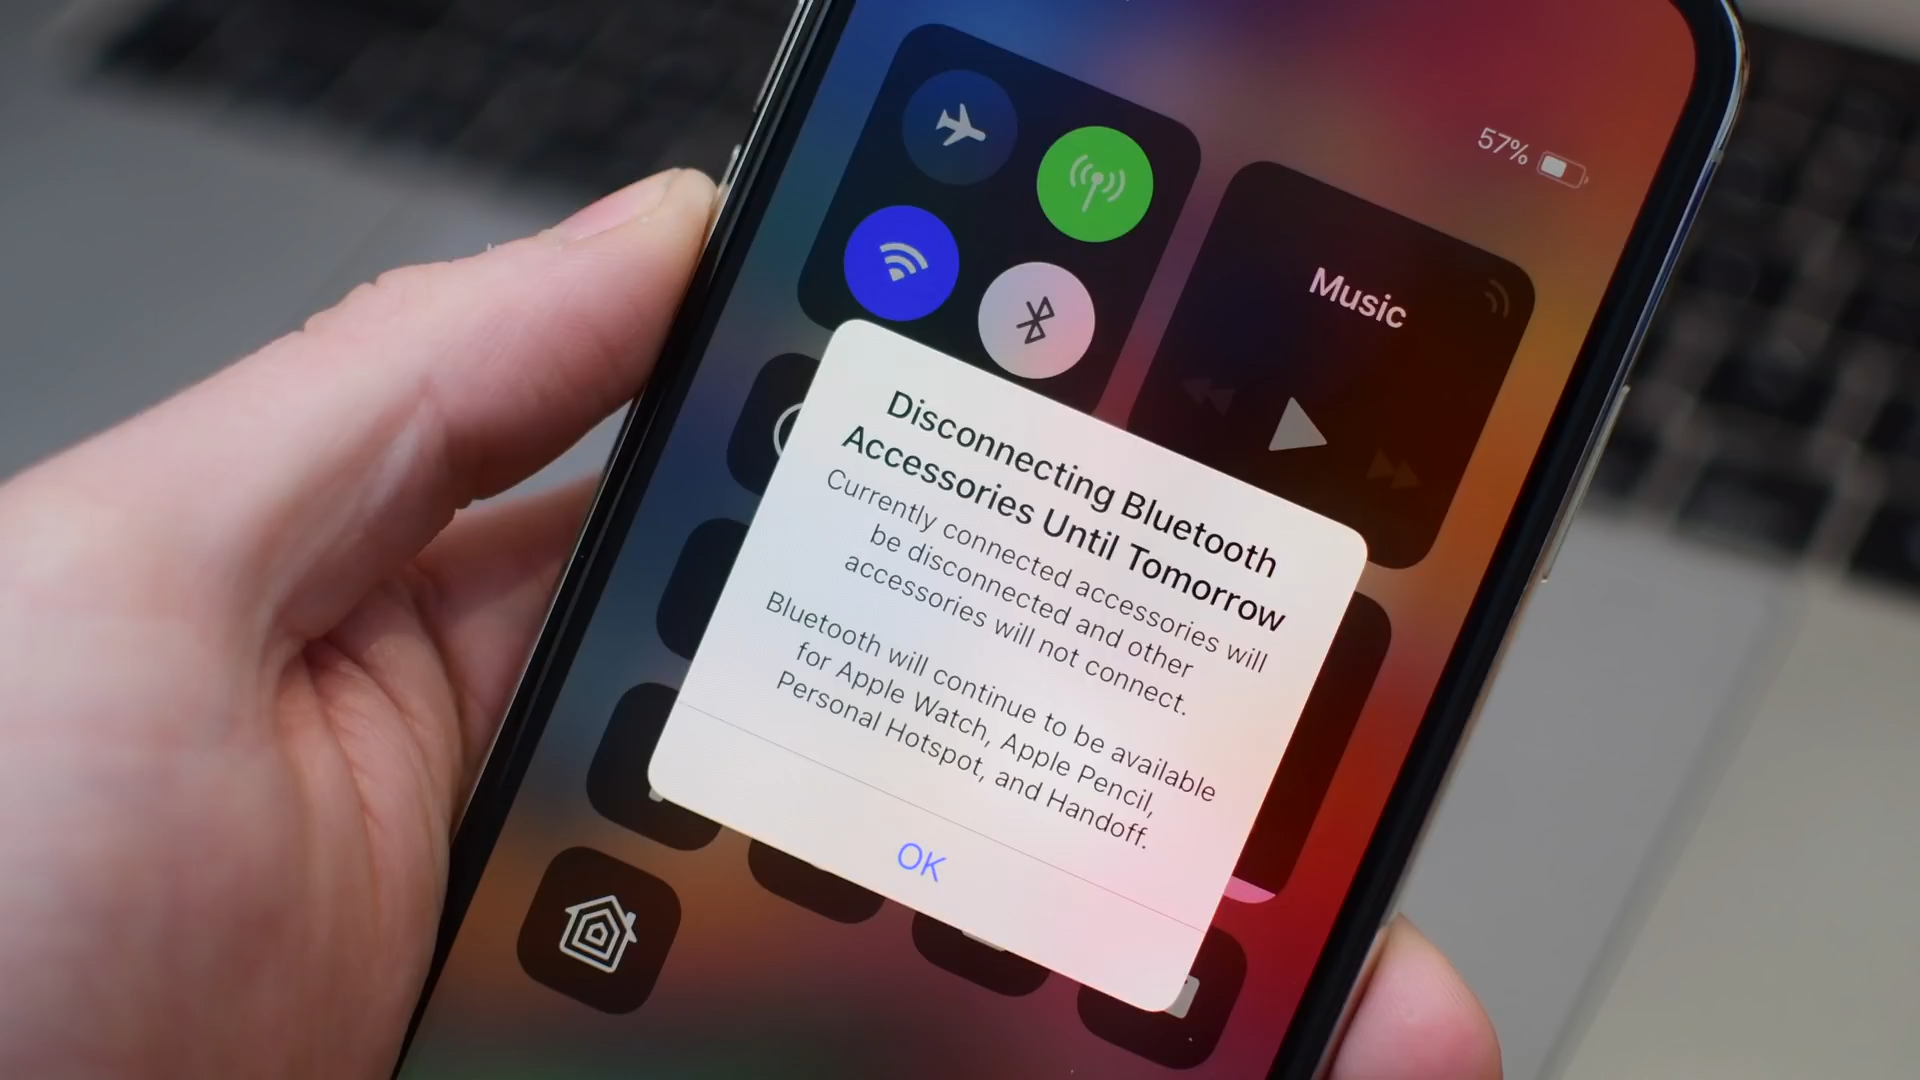 57%
Music
Disconnecting Bluetooth
Accessories Until Tomorrow
Currently connected accessories will
be disconnected and other
accessories will not connect.
Bluetooth will continue to be available
for Apple Watch, Apple Pencil,
Personal Hotspot, and Handoff.
OK